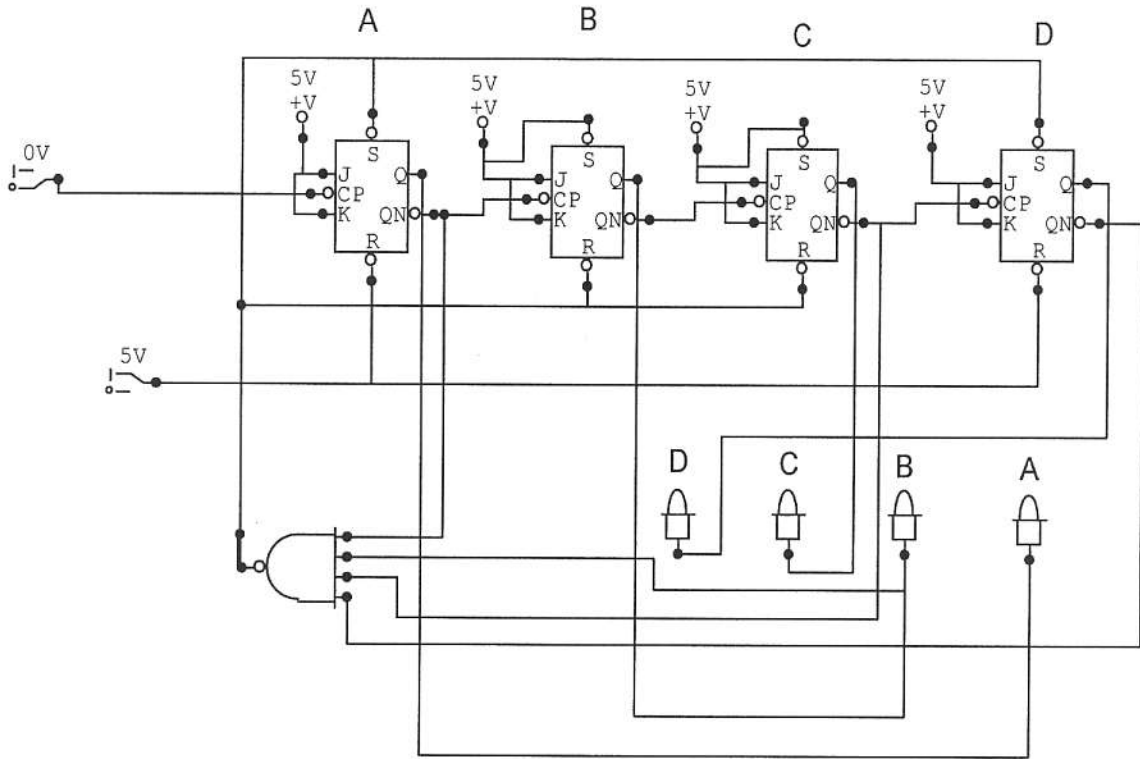 A B C D
5V 5V 5V 5V
+V +V +V +V
0V
S S S S
J Q J Q J Q J Q
CP CP CP CP
K QN K QN K QN K QN
R R R R
5V
D C B A